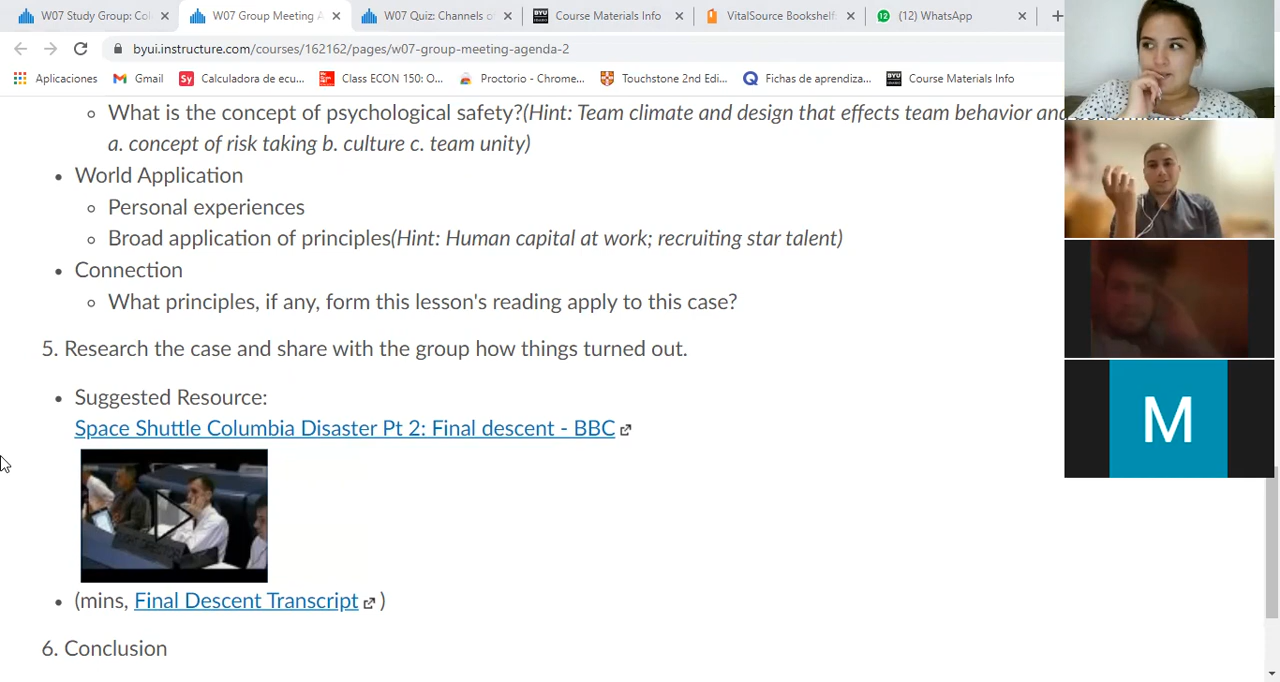 W07 Study Group: Co
W07 Group Meeting A
W07 Quiz: Channels o
Course Materials Info
VitalSource Bookshelf:
12
(12) WhatsApp
byui.instructure.com/courses/162162/pages/w07-group-meeting-agenda-2
Aplicaciones
Gmail
Sy
Calculadora de ecu...
Class ECON 150: O...
Proctorio - Chrome...
Touchstone 2nd Edi...
Fichas de aprendiza...
Course Materials Info
What is the concept of psychological safety?(Hint: Team climate and design that effects team behavior and
a. concept of risk taking b. culture c. team unity)
World Application
Personal experiences
Broad application of principles(Hint: Human capital at work; recruiting star talent)
Connection
What principles, if any, form this lesson's reading apply to this case?
5. Research the case and share with the group how things turned out.
Suggested Resource:
Space Shuttle Columbia Disaster Pt 2: Final descent - BBC
DIRECTOR
(mins, Final Descent Transcript )
6. Conclusion
M